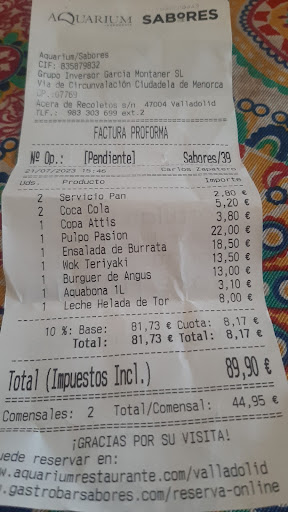 AQUARIUM SABORES
Aquarium/Sabores
CIF: B35879832
Grupo Inversor Garcia Montaner SL
Via de Circunvalación Ciudadela de Menorca
CP.:07769
Acera de Recoletos s/n 47004 Valladolid
TLF.: 983 303 699 ext.2
FACTURA PROFORMA
Nº Op.: [Pendiente] Sabores/39
21/07/2023 15:46 Carlos Zapatero
Uds. Producto Importe
2 Servicio Pan 2,80 €
2 Coca Cola 5,20 €
1 Copa Attis 3,80 €
1 Pulpo Pasion 22,00 €
1 Ensalada de Burrata 18,50 €
1 Wok Teriyaki 13,50 €
1 Burguer de Angus 13,00 €
1 Aquabona 1L 3,10 €
1 Leche Helada de Tor 8,00 €
10 %: Base: 81,73 € Cuota: 8,17 €
Total: 81,73 € Total: 8,17 €
Total (Impuestos Incl.) 89,90 €
Comensales: 2 Total/Comensal: 44,95 €
¡GRACIAS POR SU VISITA!
uede reservar en:
w.aquariumrestaurante.com/valladolid
.gastrobarsabores.com/reserva-online